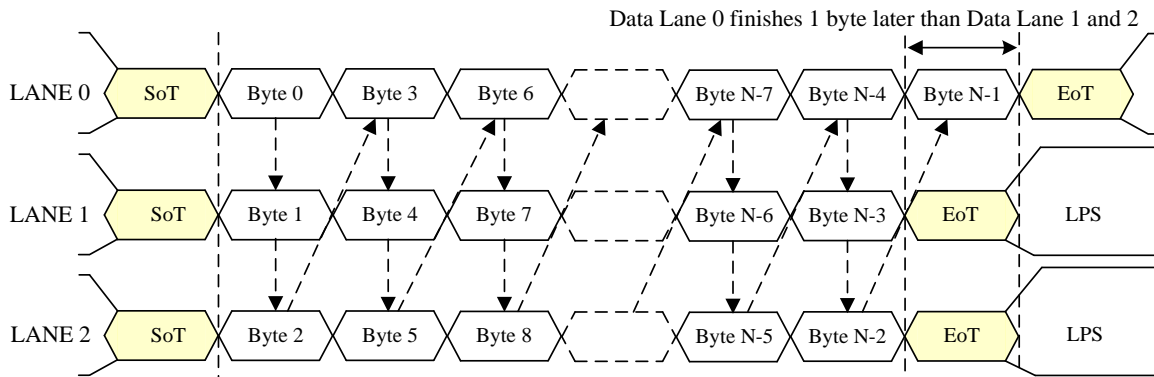 Data Lane 0 finishes 1 byte later than Data Lane 1 and 2
LANE 0 SoT Byte 0 Byte 3 Byte 6 Byte N-7 Byte N-4 Byte N-1 EoT
LANE 1 SoT Byte 1 Byte 4 Byte 7 Byte N-6 Byte N-3 EoT LPS
LANE 2 SoT Byte 2 Byte 5 Byte 8 Byte N-5 Byte N-2 EoT LPS